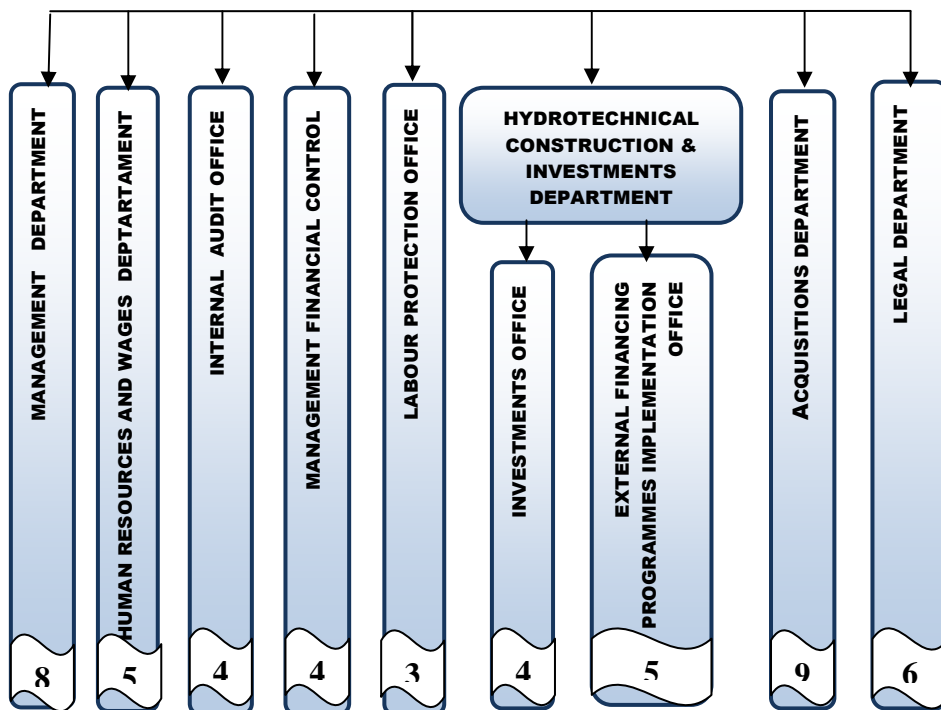 MANAGEMENT DEPARTMENT
HUMAN RESOURCES AND WAGES DEPTARTAMENT
INTERNAL AUDIT OFFICE
MANAGEMENT FINANCIAL CONTROL
LABOUR PROTECTION OFFICE
HYDROTECHNICAL
CONSTRUCTION &
INVESTMENTS
DEPARTMENT
INVESTMENTS OFFICE
EXTERNAL FINANCING
PROGRAMMES IMPLEMENTATION
OFFICE
ACQUISITIONS DEPARTMENT
LEGAL DEPARTMENT
8
5
4
4
3
4
5
9
6